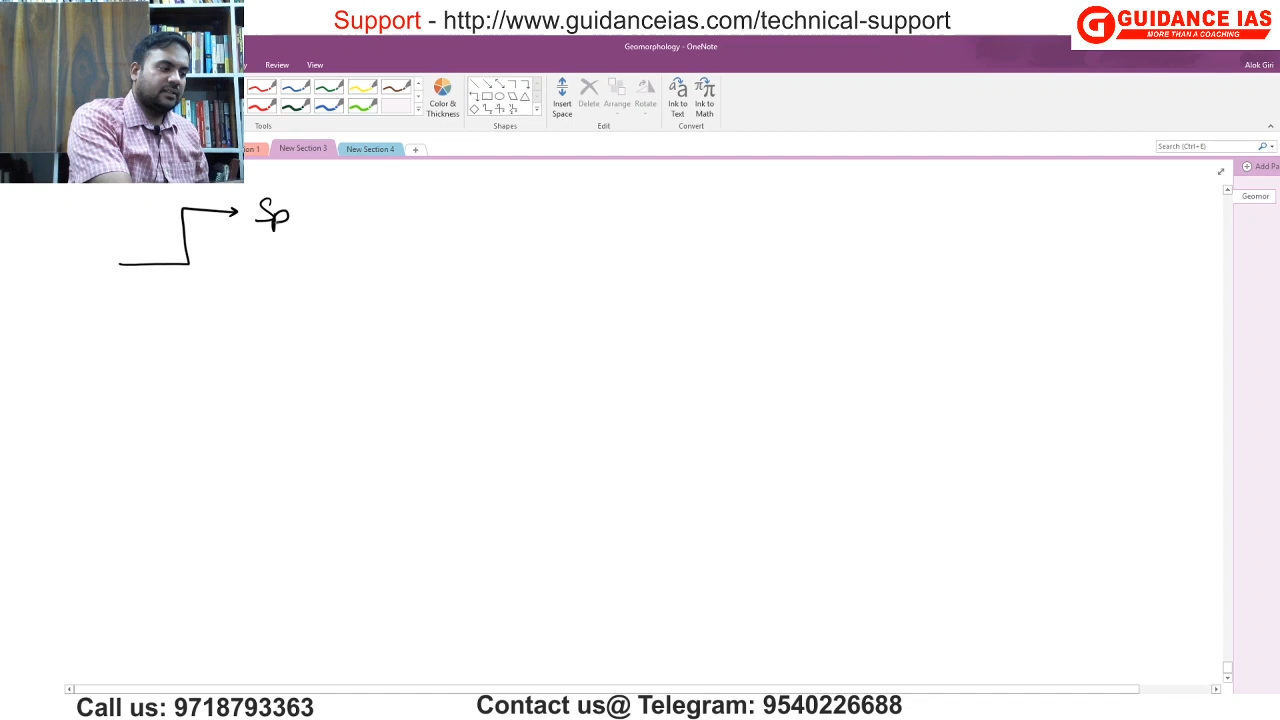 Support - http://www.guidanceias.com/technical-support
GUIDANCE IAS
MORE THAN A COACHING
Geomorphology - OneNote
Review View Alok Giri
Color & Thickness
Insert Space
Delete Arrange Rotate
Ink to Text
Ink to Math
Tools Shapes Edit Convert
New Section 3 New Section 4
Search (Ctrl+E)
Add Pa
Geomor
Sp
Call us: 9718793363
Contact us@ Telegram: 9540226688